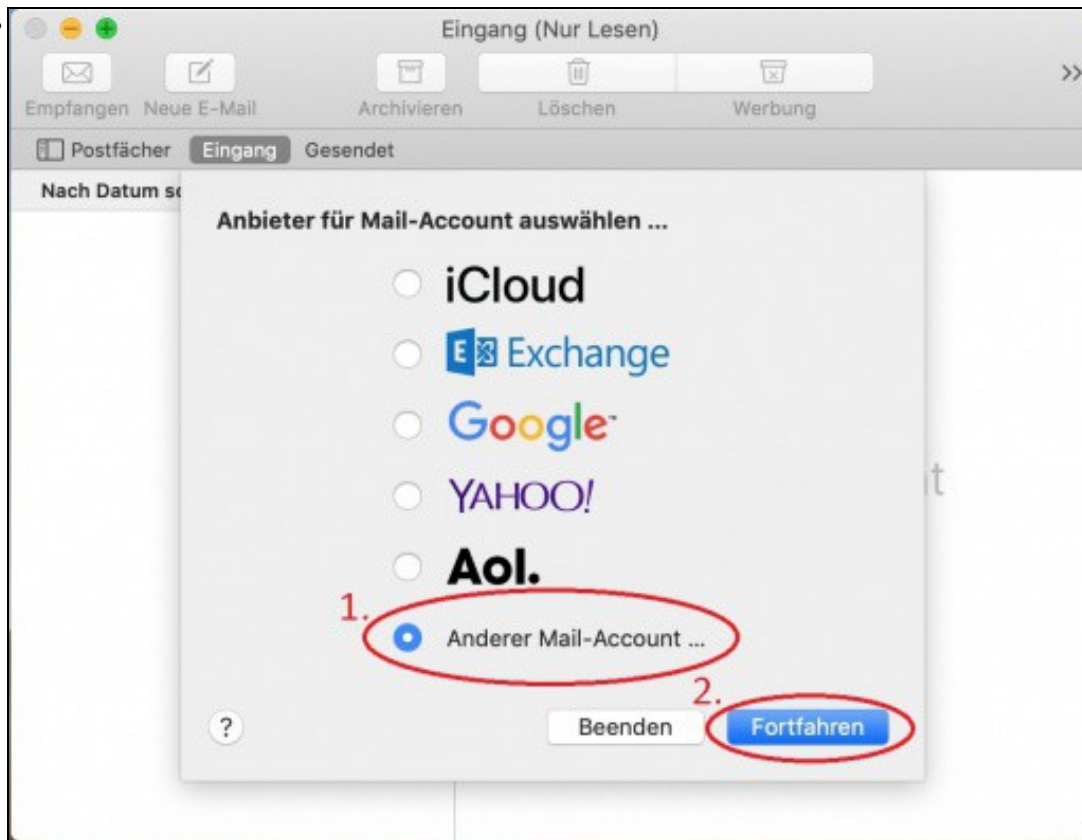 Eingang (Nur Lesen)
Empfangen Neue E-Mail Archivieren Löschen Werbung
Postfächer Eingang Gesendet
Nach Datum so
Anbieter für Mail-Account auswählen ...
iCloud
E Exchange
Google
YAHOO!
Aol.
1.
Anderer Mail-Account ...
2.
? Beenden Fortfahren
it